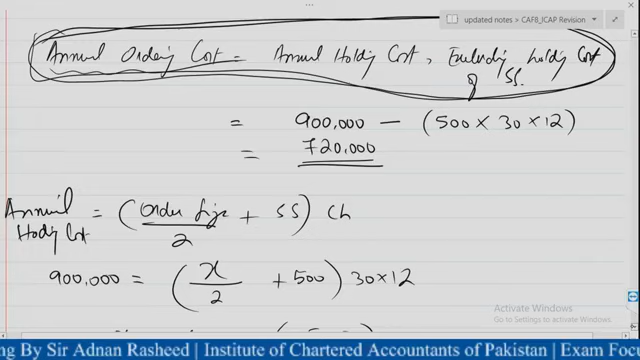 updated notes > CAF8_ICAP Revision
Annual Ordering Cost = Annual Holding Cost, Excluding holding Cost
of SS.
= 900,000 - (500 × 30 × 12)
= 720,000
Annual Hodig Cost = (Order Size / 2 + SS) Ch
900,000 = (x / 2 + 500) 30×12
Activate Windows
Go to Settings to activate Windows.
ng By Sir Adnan Rasheed | Institute of Chartered Accountants of Pakistan | Exam Focu